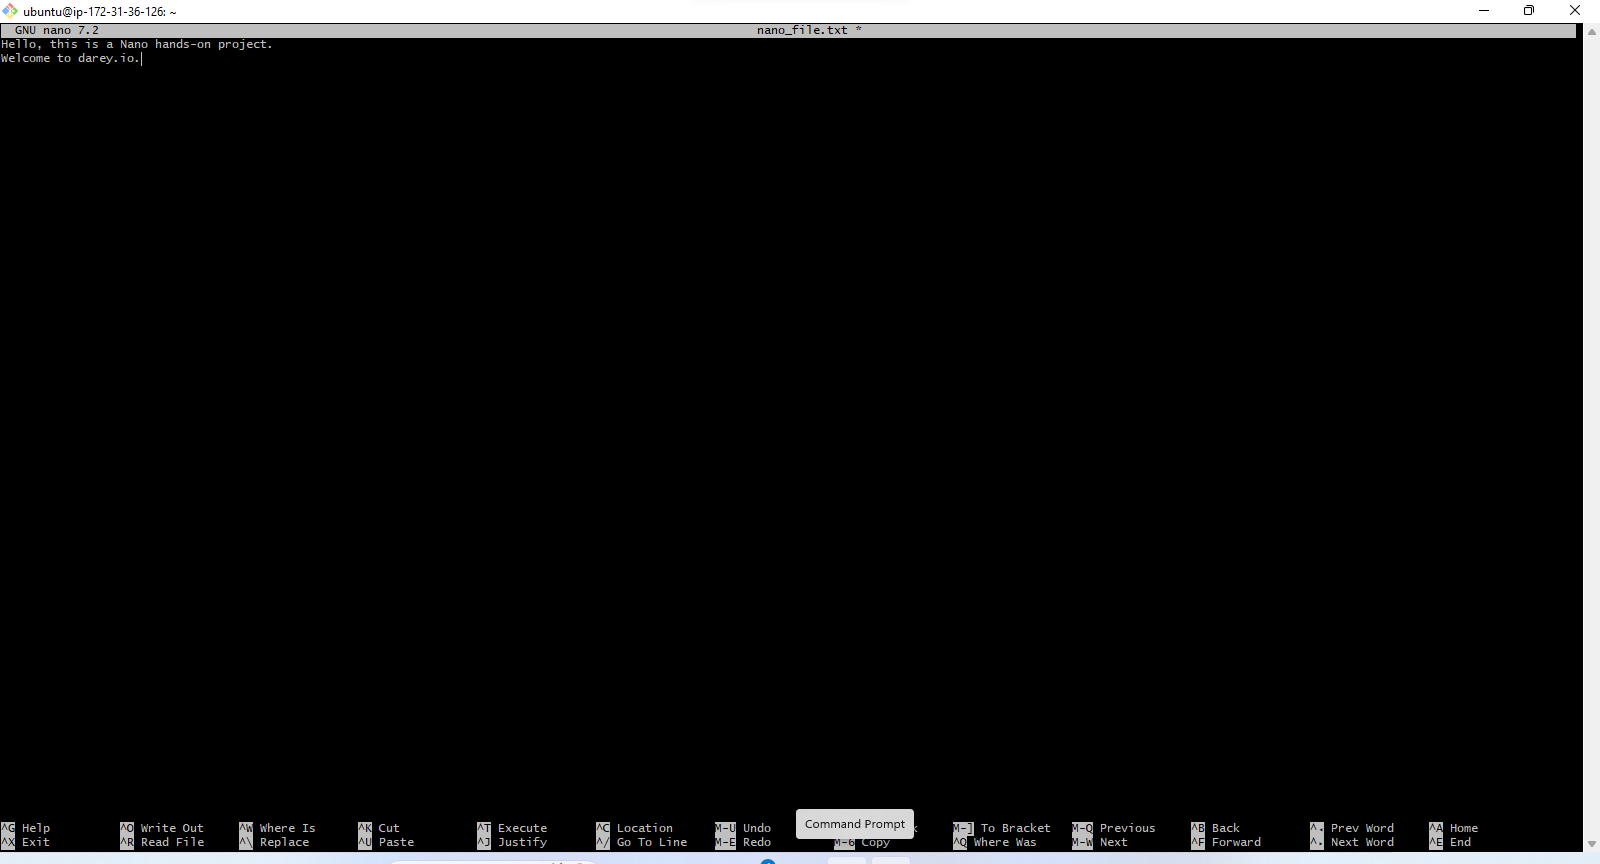 ubuntu@ip-172-31-36-126: ~
GNU nano 7.2 nano_file.txt *
Hello, this is a Nano hands-on project.
Welcome to darey.io.
^G Help ^O Write Out ^W Where Is ^K Cut ^T Execute ^C Location M-U Undo M-] To Bracket M-Q Previous ^B Back Prev Word ^A Home
^X Exit ^R Read File ^\ Replace ^U Paste ^J Justify ^/ Go To Line M-E Redo M-6 Copy ^Q Where Was M-W Next ^F Forward Next Word ^E End
Command Prompt